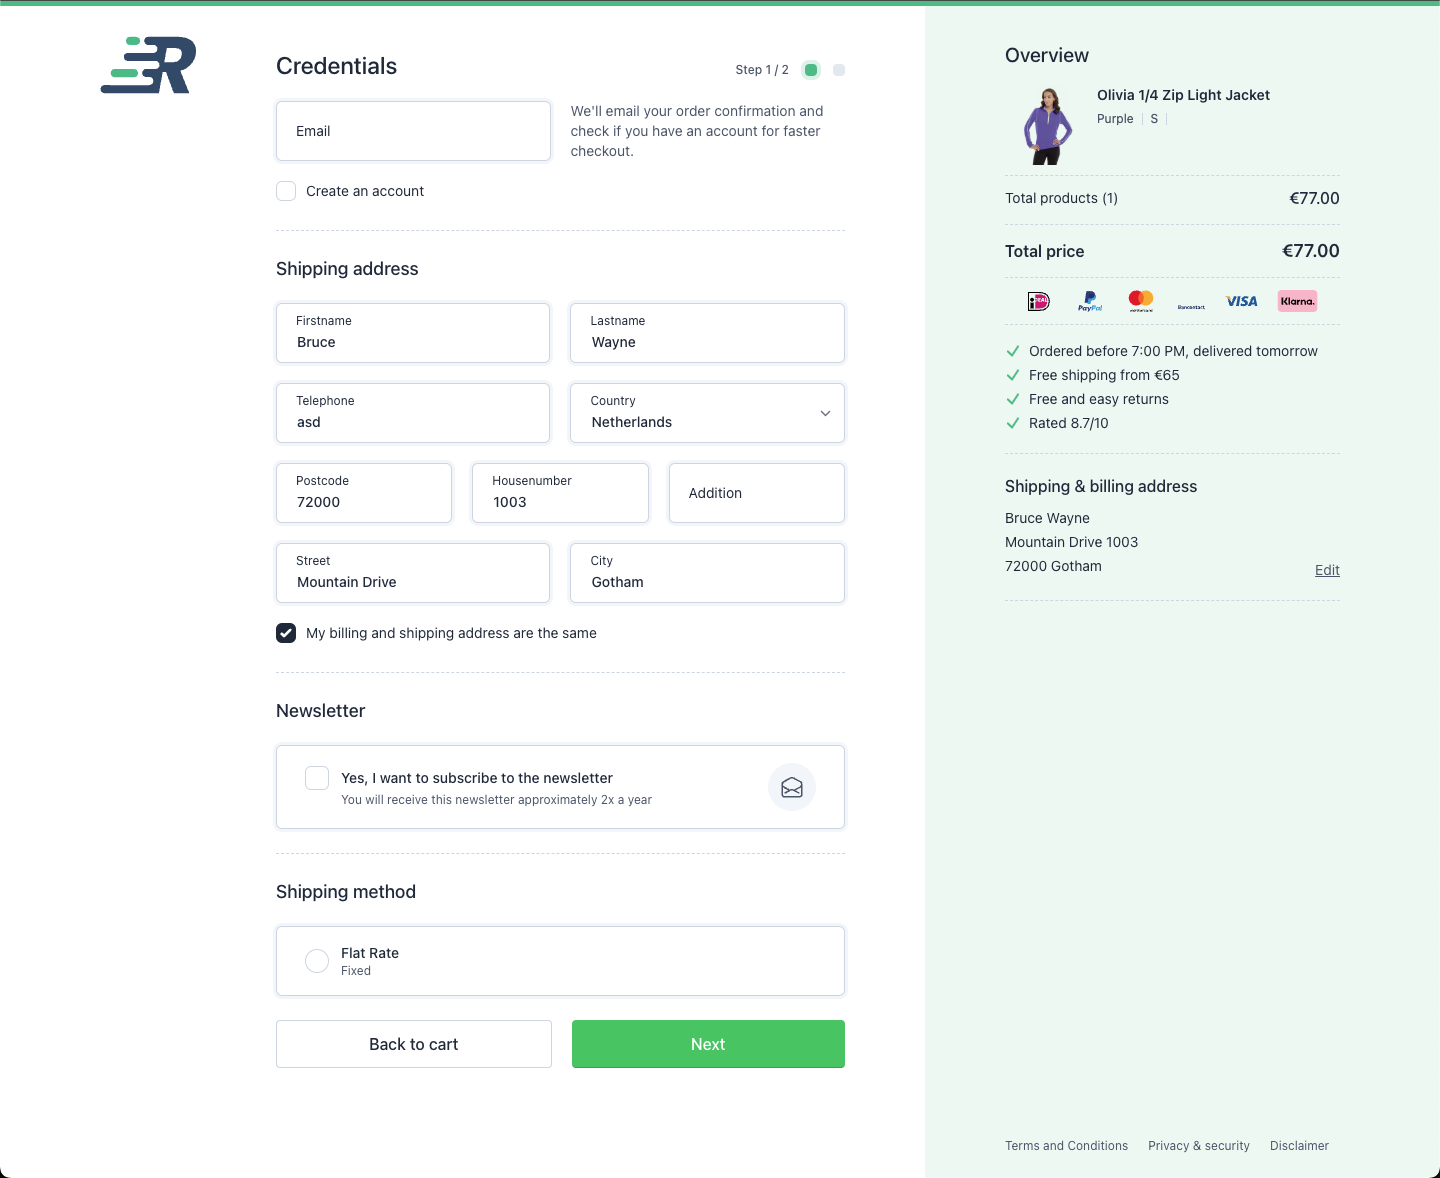 Credentials
Step 1 / 2
Email
We'll email your order confirmation and
check if you have an account for faster
checkout.
Create an account
Shipping address
Firstname
Bruce
Lastname
Wayne
Telephone
asd
Country
Netherlands
Postcode
72000
Housenumber
1003
Addition
Street
Mountain Drive
City
Gotham
My billing and shipping address are the same
Newsletter
Yes, I want to subscribe to the newsletter
You will receive this newsletter approximately 2x a year
Shipping method
Flat Rate
Fixed
Back to cart
Next
Overview
Olivia 1/4 Zip Light Jacket
Purple | S |
Total products (1) €77.00
Total price €77.00
iDEAL PayPal mastercard Bancontact VISA Klarna.
Ordered before 7:00 PM, delivered tomorrow
Free shipping from €65
Free and easy returns
Rated 8.7/10
Shipping & billing address
Bruce Wayne
Mountain Drive 1003
72000 Gotham
Edit
Terms and Conditions Privacy & security Disclaimer